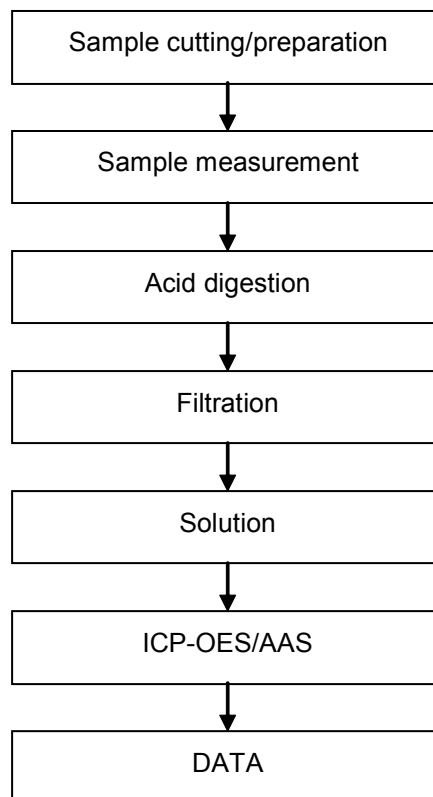 Sample cutting/preparation
Sample measurement
Acid digestion
Filtration
Solution
ICP-OES/AAS
DATA